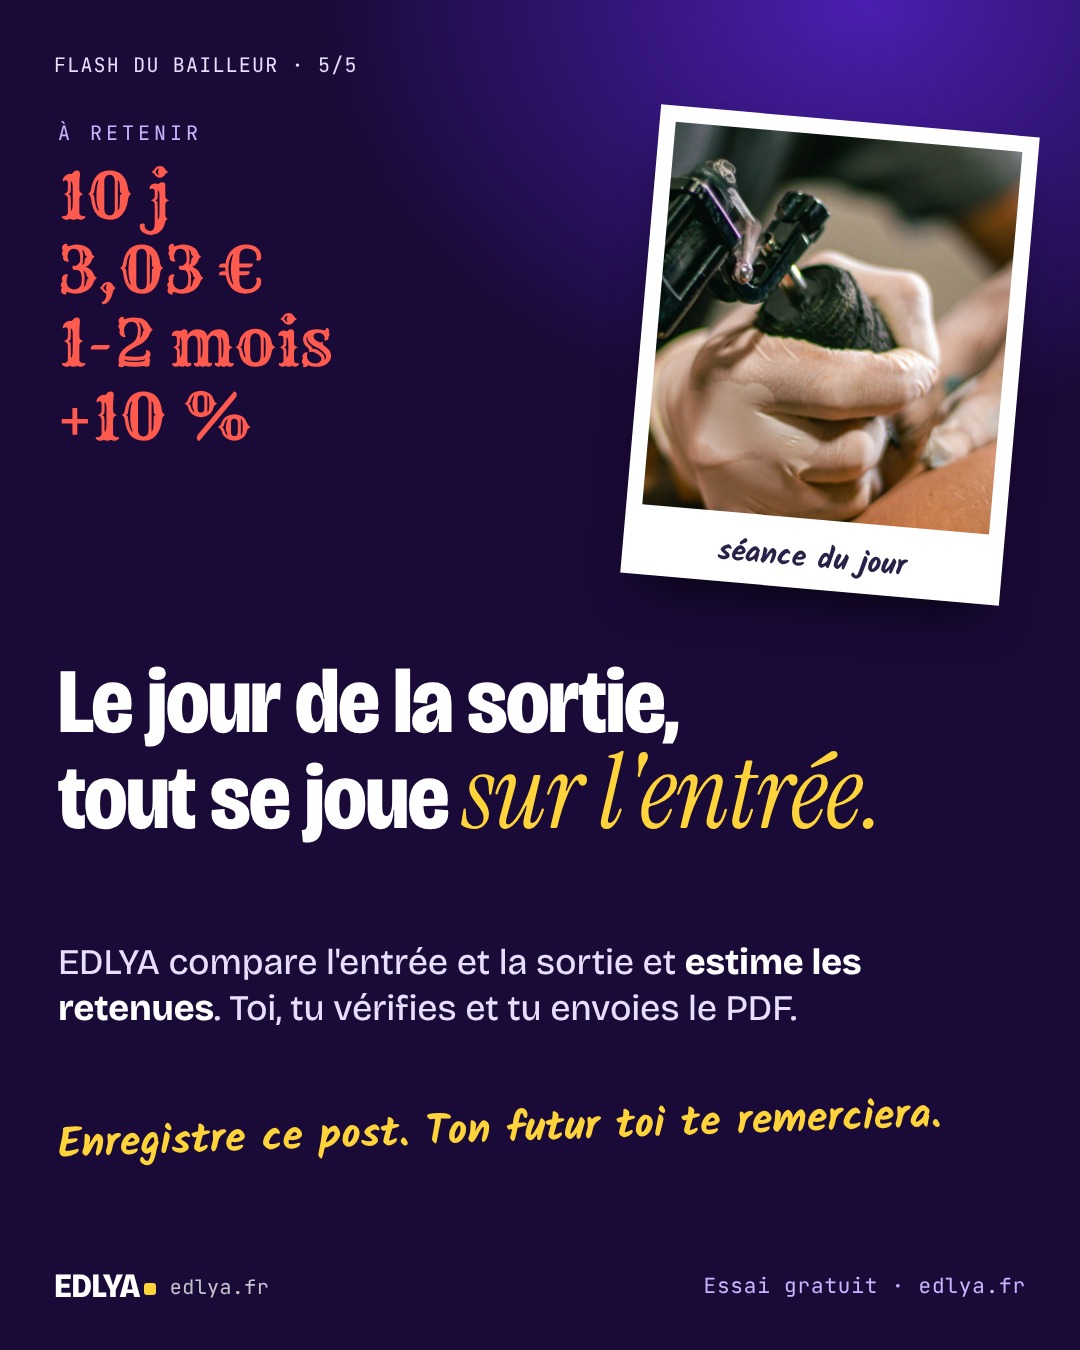 FLASH DU BAILLEUR · 5/5
À RETENIR
10 j
3,03 €
1-2 mois
+10 %
séance du jour
Le jour de la sortie,
tout se joue sur l'entrée.
EDLYA compare l'entrée et la sortie et estime les
retenues. Toi, tu vérifies et tu envoies le PDF.
Enregistre ce post. Ton futur toi te remerciera.
EDLYA edlya.fr
Essai gratuit · edlya.fr